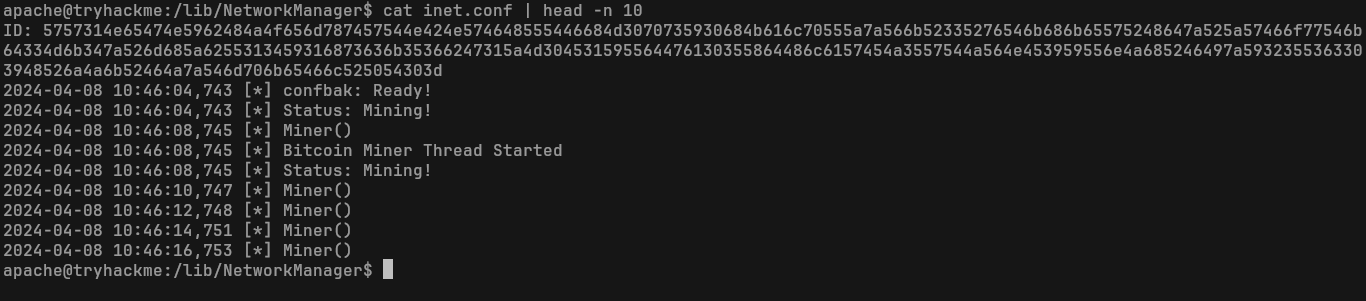 apache@tryhackme:/lib/NetworkManager$ cat inet.conf | head -n 10
ID: 5757314e65474e5962484a4f656d787457544e424e574648555446684d3070735930684b616c70555a7a566b52335276546b686b65575248647a525a57466f77546b
64334d6b347a526d685a6255313459316873636b35366247315a4d304531595564476130355864486c6157454a3557544a564e453959556e4a685246497a593235536330
3948526a4a6b52464a7a546d706b65466c525054303d
2024-04-08 10:46:04,743 [*] confbak: Ready!
2024-04-08 10:46:04,743 [*] Status: Mining!
2024-04-08 10:46:08,745 [*] Miner()
2024-04-08 10:46:08,745 [*] Bitcoin Miner Thread Started
2024-04-08 10:46:08,745 [*] Status: Mining!
2024-04-08 10:46:10,747 [*] Miner()
2024-04-08 10:46:12,748 [*] Miner()
2024-04-08 10:46:14,751 [*] Miner()
2024-04-08 10:46:16,753 [*] Miner()
apache@tryhackme:/lib/NetworkManager$